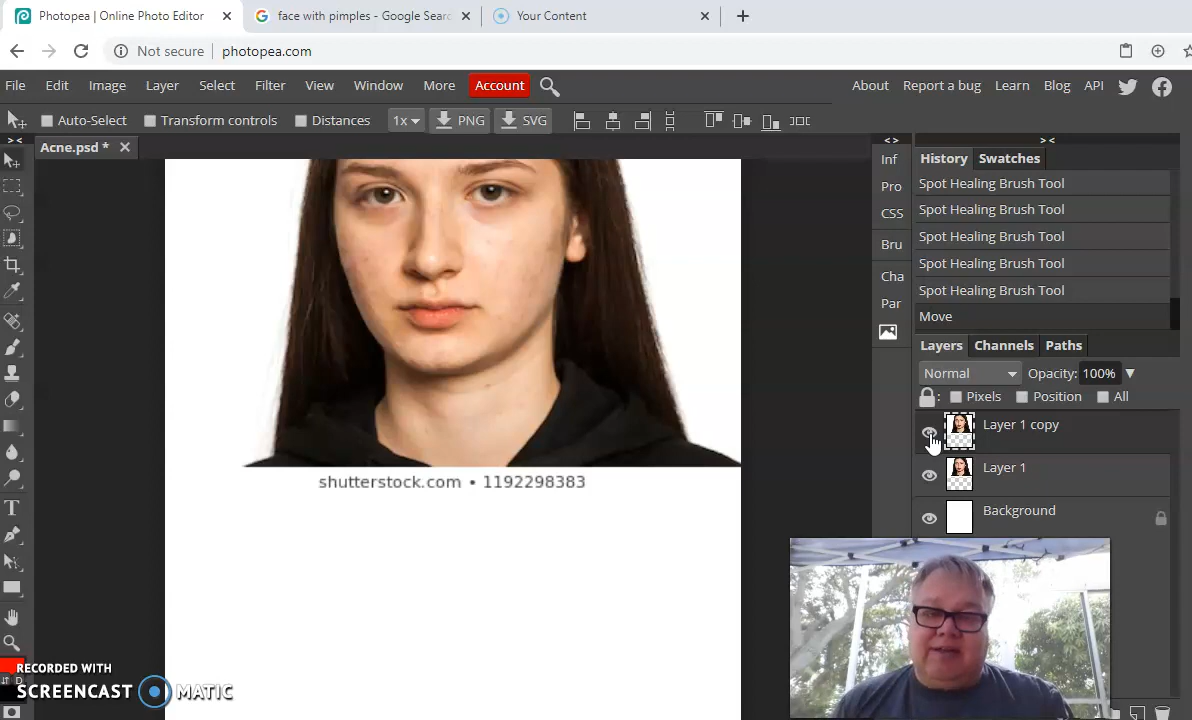 Photopea | Online Photo Editor
face with pimples - Google Searc
Your Content
Not secure
photopea.com
File Edit Image Layer Select Filter View Window More Account
About Report a bug Learn Blog API
Auto-Select Transform controls Distances 1x PNG SVG
Acne.psd *
Inf
Pro
CSS
Bru
Cha
Par
History Swatches
Spot Healing Brush Tool
Spot Healing Brush Tool
Spot Healing Brush Tool
Spot Healing Brush Tool
Spot Healing Brush Tool
Move
Layers Channels Paths
Normal Opacity: 100%
: Pixels Position All
Layer 1 copy
Layer 1
Background
shutterstock.com • 1192298383
D
RECORDED WITH
SCREENCAST MATIC